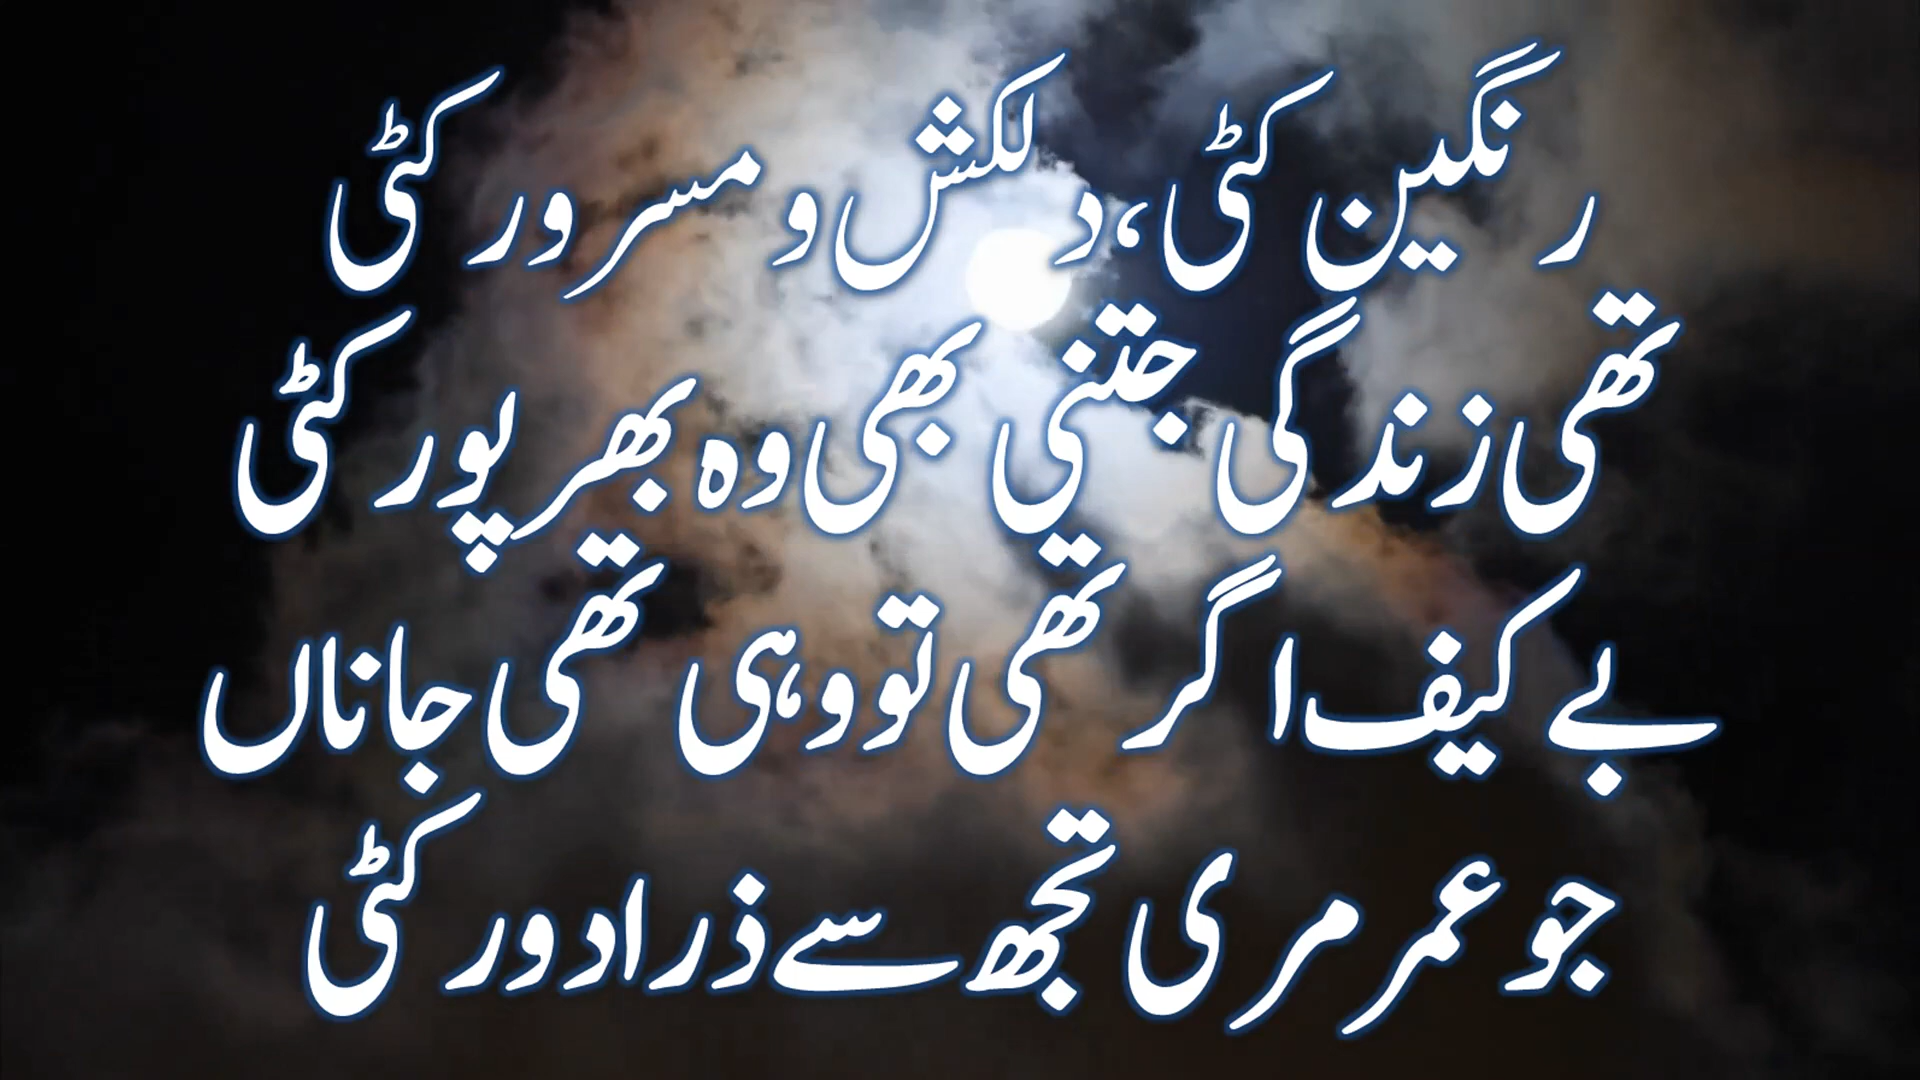 رنگین کٹی، دلکش و مسرور کٹی
تھی زندگی جتنی بھی وہ بھرپور کٹی
بے کیف اگر تھی تو وہی تھی جاناں
جو عمر مری تجھ سے ذرا دور کٹی